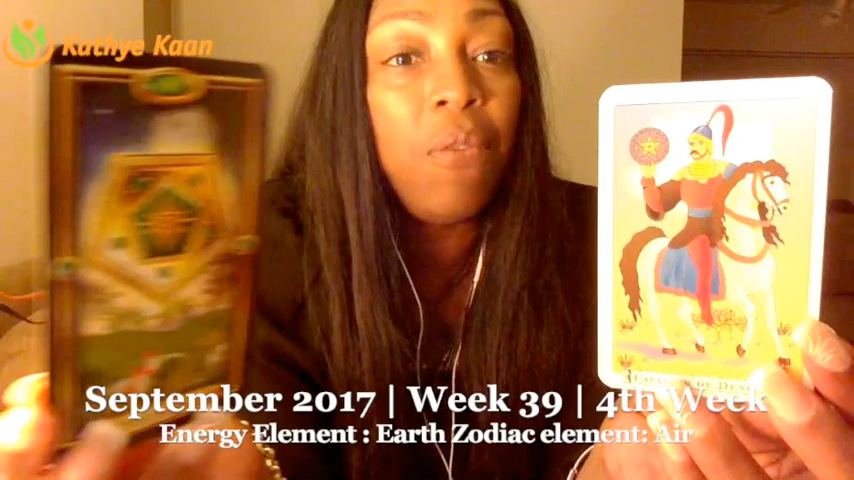 Kathye Kaan
September 2017 | Week 39 | 4th Week
Energy Element : Earth Zodiac element: Air